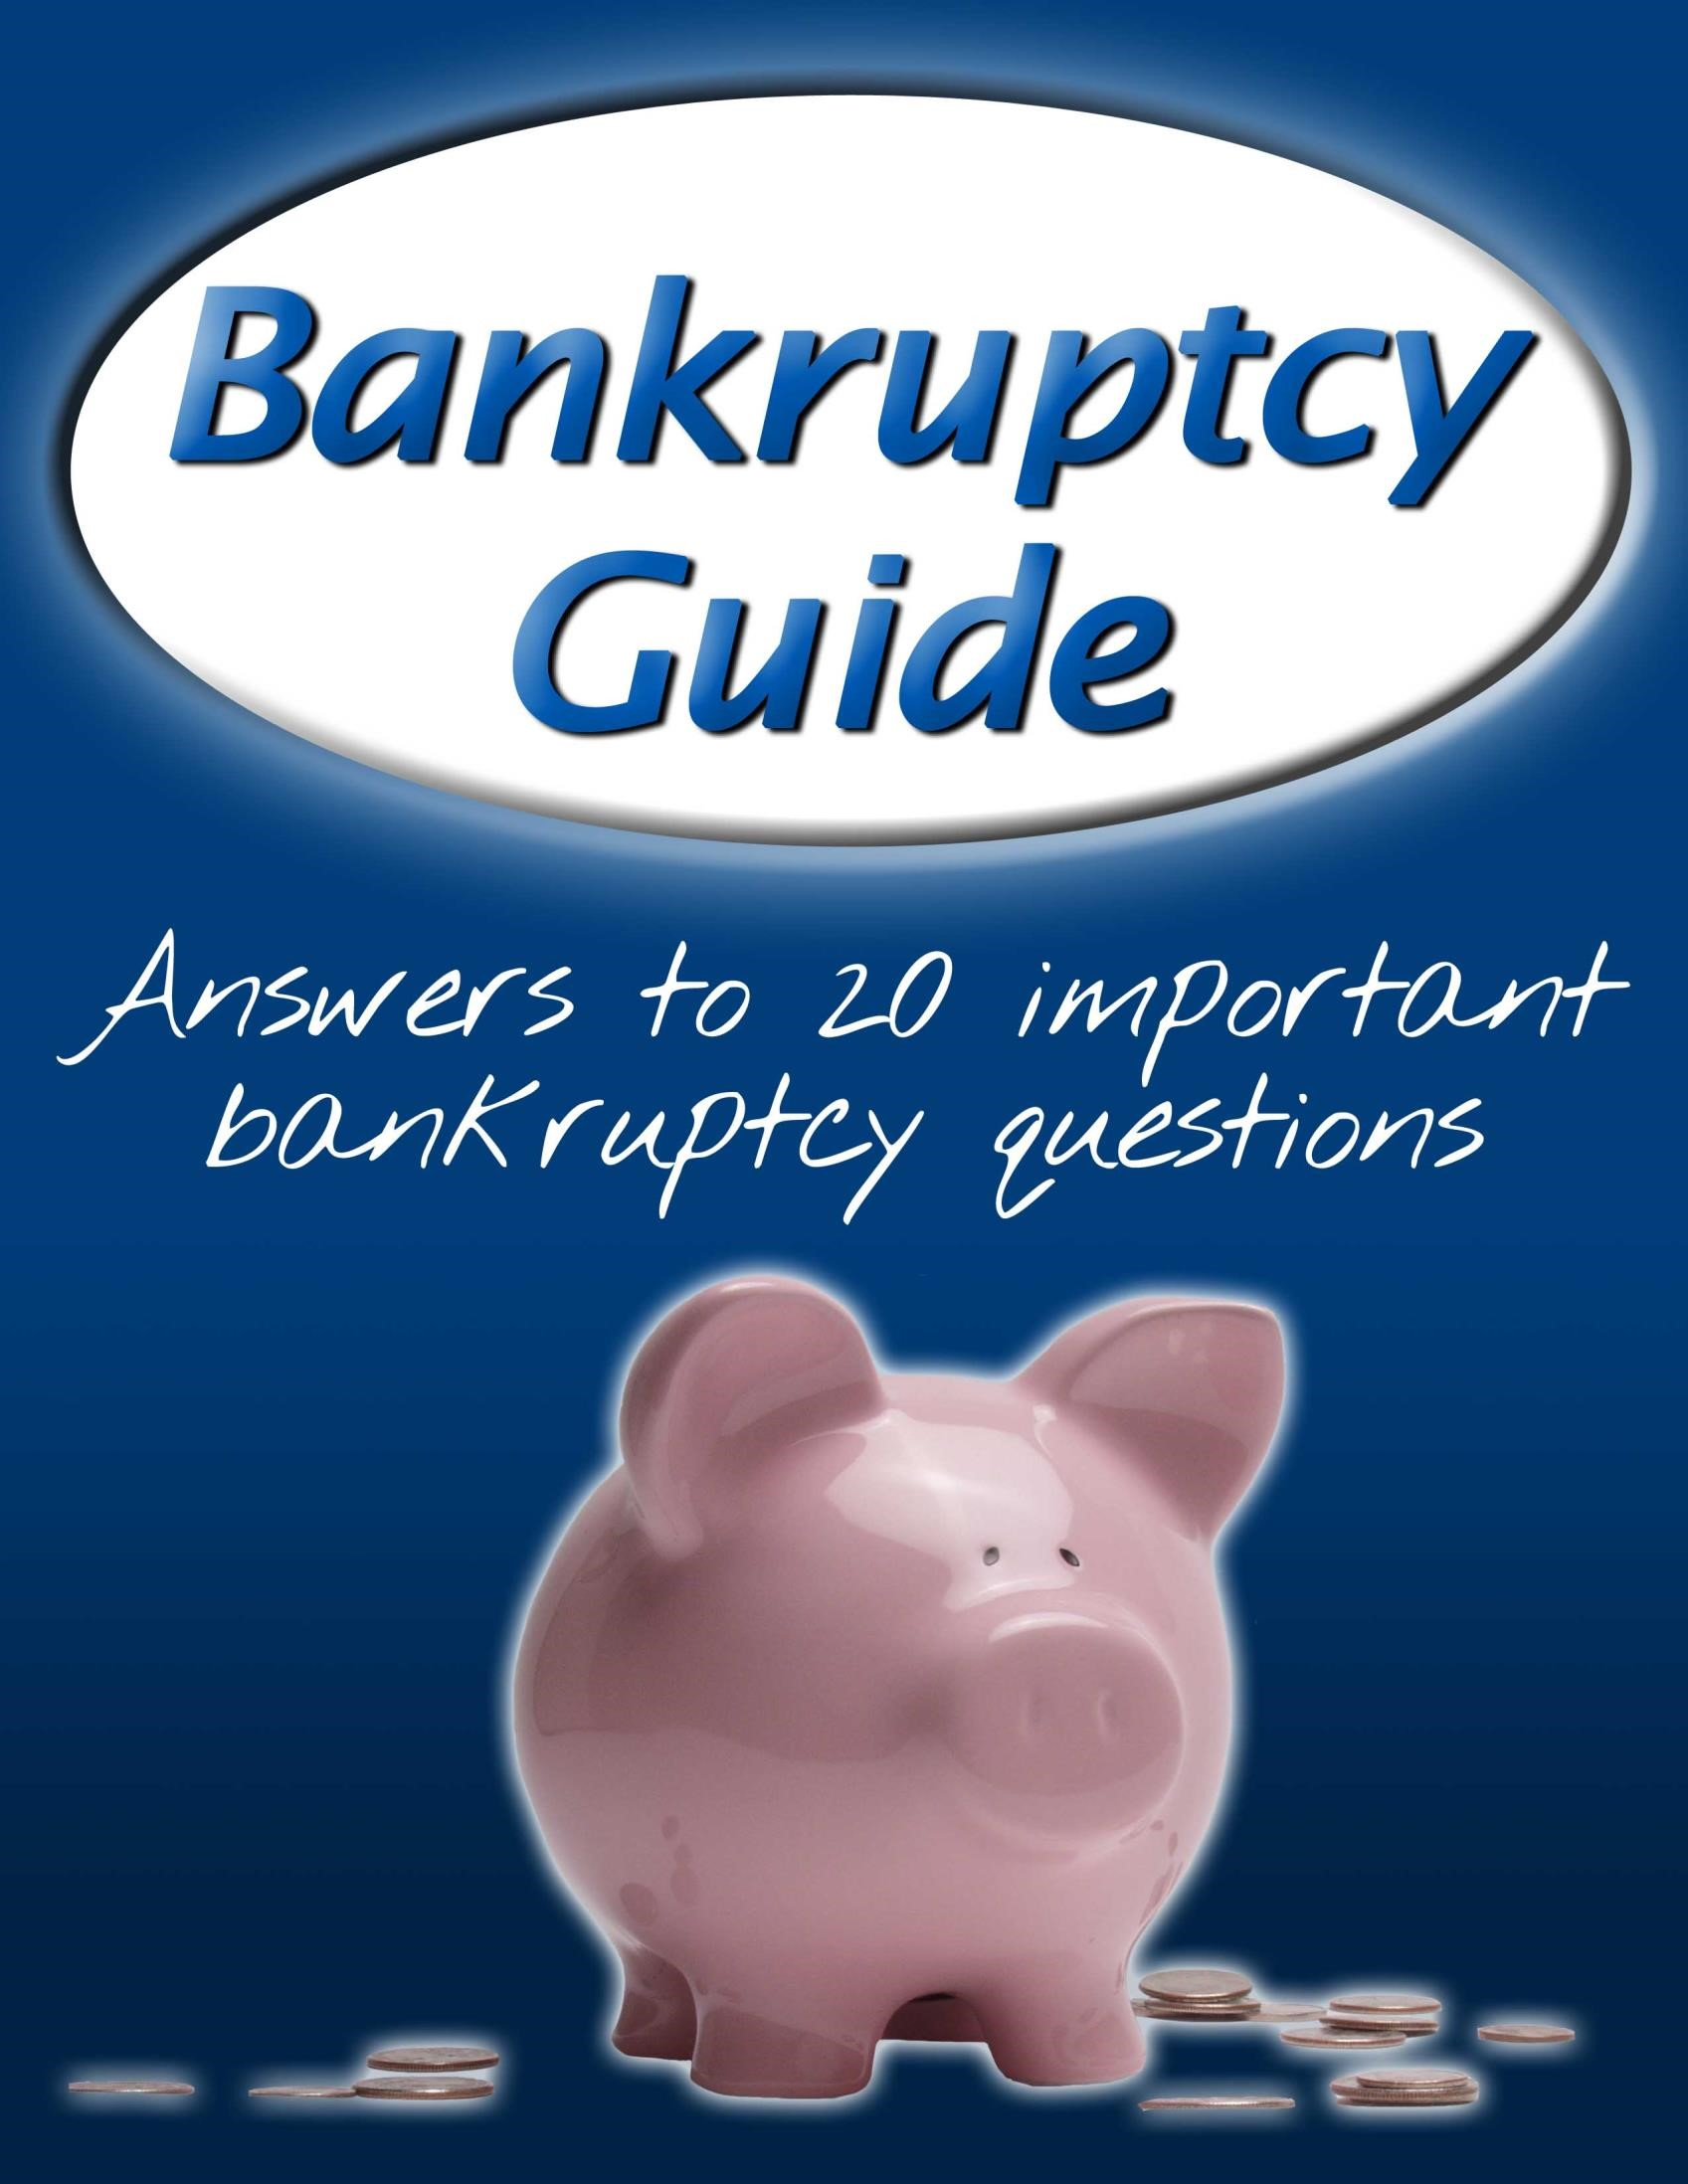 Bankruptcy
Guide
Answers to 20 important
bankruptcy questions